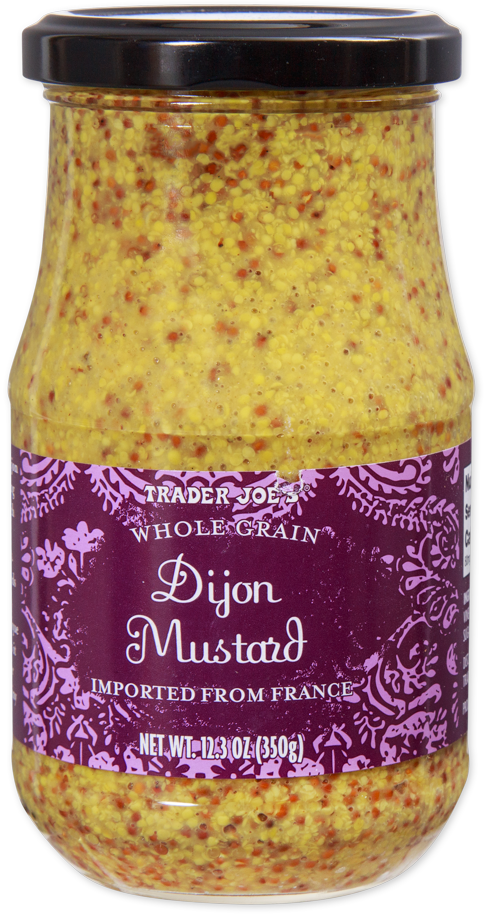 TRADER JOE'S
WHOLE GRAIN
Dijon
Mustard
IMPORTED FROM FRANCE
NET WT. 12.3 OZ (350g)